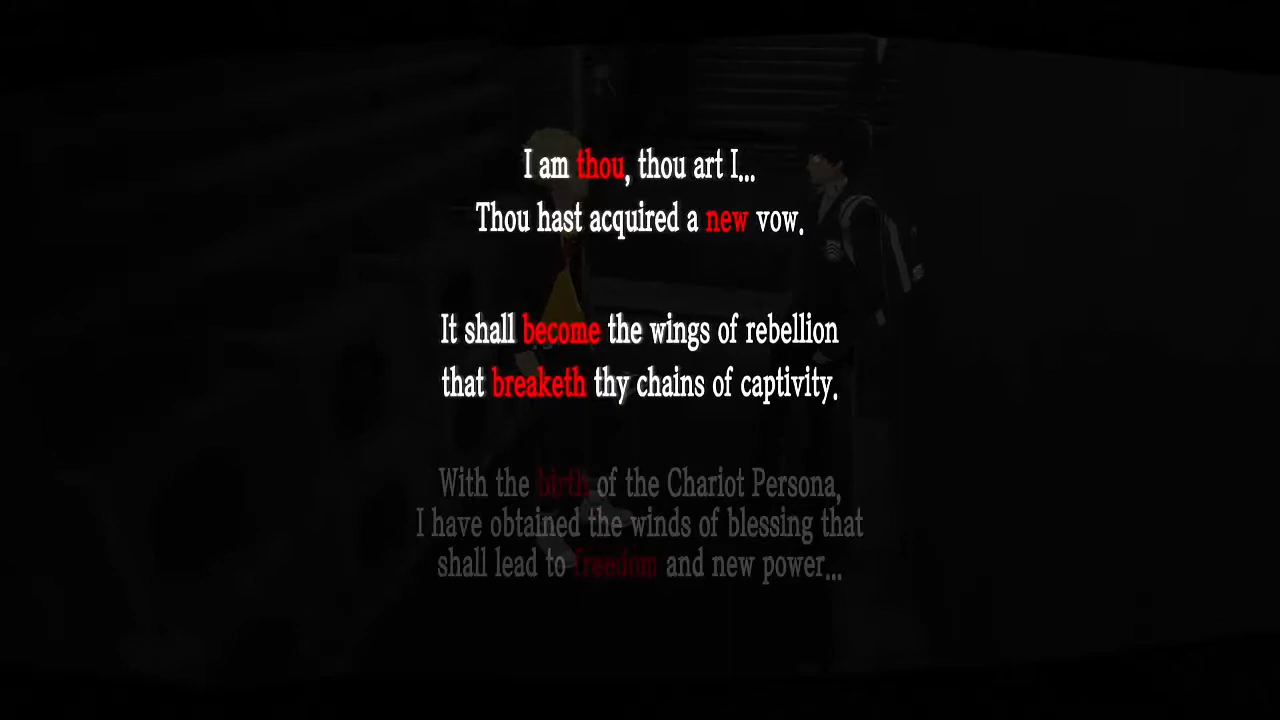 I am thou, thou art I...
Thou hast acquired a new vow.
It shall become the wings of rebellion
that breaketh thy chains of captivity.
With the birth of the Chariot Persona,
I have obtained the winds of blessing that
shall lead to freedom and new power...